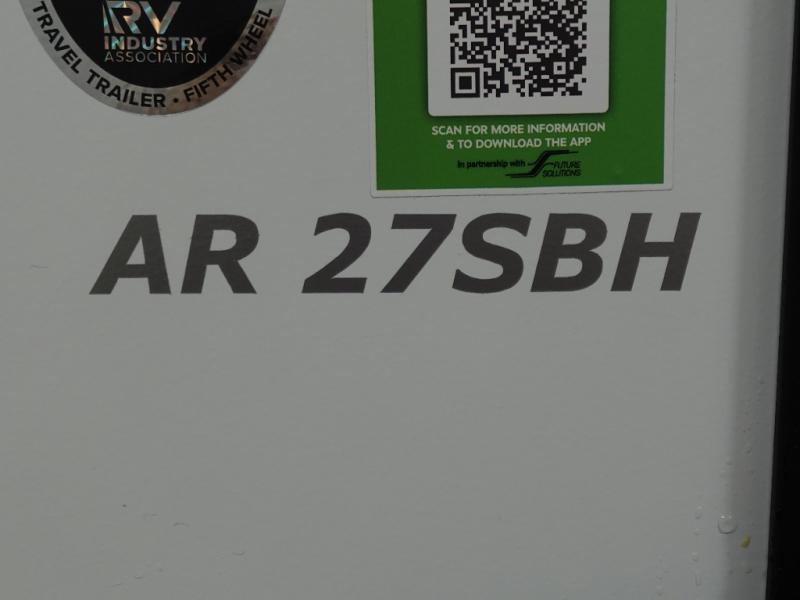 RV
INDUSTRY
ASSOCIATION
TRAVEL TRAILER • FIFTH WHEEL
SCAN FOR MORE INFORMATION
& TO DOWNLOAD THE APP
in partnership with FUTURE
SOLUTIONS
AR 27SBH